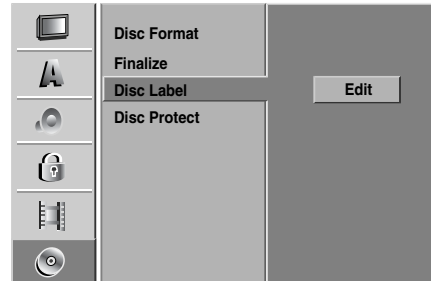 Disc Format
Finalize
Disc Label
Edit
Disc Protect